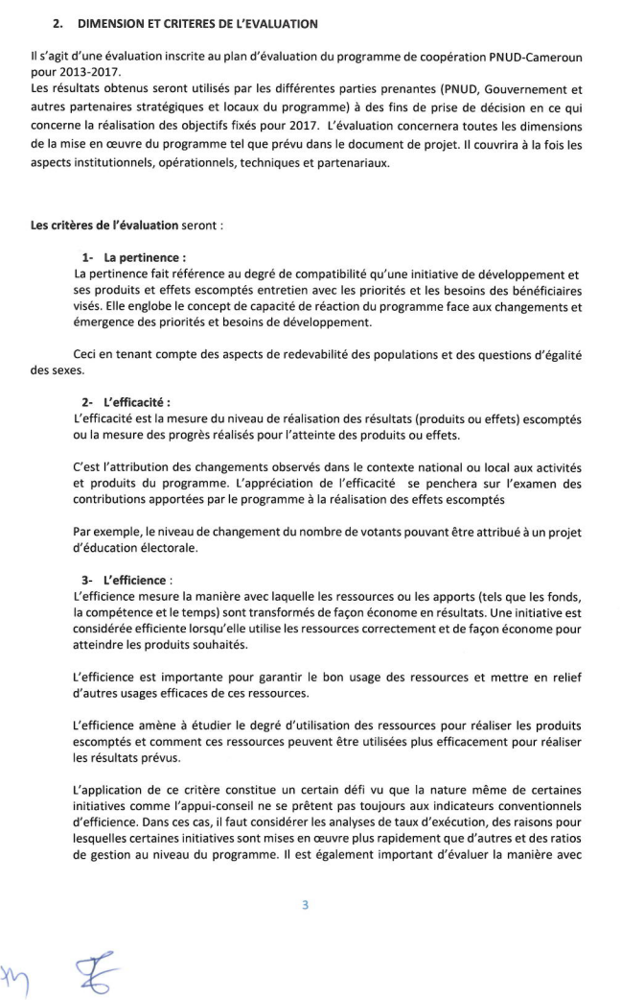 2. DIMENSION ET CRITERES DE L'EVALUATION
Il s'agit d'une évaluation inscrite au plan d'évaluation du programme de coopération PNUD-Cameroun
pour 2013-2017.
Les résultats obtenus seront utilisés par les différentes parties prenantes (PNUD, Gouvernement et
autres partenaires stratégiques et locaux du programme) à des fins de prise de décision en ce qui
concerne la réalisation des objectifs fixés pour 2017. L'évaluation concernera toutes les dimensions
de la mise en œuvre du programme tel que prévu dans le document de projet. Il couvrira à la fois les
aspects institutionnels, opérationnels, techniques et partenariaux.
Les critères de l'évaluation seront :
1- La pertinence :
La pertinence fait référence au degré de compatibilité qu'une initiative de développement et
ses produits et effets escomptés entretien avec les priorités et les besoins des bénéficiaires
visés. Elle englobe le concept de capacité de réaction du programme face aux changements et
émergence des priorités et besoins de développement.
Ceci en tenant compte des aspects de redevabilité des populations et des questions d'égalité
des sexes.
2- L'efficacité :
L'efficacité est la mesure du niveau de réalisation des résultats (produits ou effets) escomptés
ou la mesure des progrès réalisés pour l'atteinte des produits ou effets.
C'est l'attribution des changements observés dans le contexte national ou local aux activités
et produits du programme. L'appréciation de l'efficacité se penchera sur l'examen des
contributions apportées par le programme à la réalisation des effets escomptés
Par exemple, le niveau de changement du nombre de votants pouvant être attribué à un projet
d'éducation électorale.
3- L'efficience :
L'efficience mesure la manière avec laquelle les ressources ou les apports (tels que les fonds,
la compétence et le temps) sont transformés de façon économe en résultats. Une initiative est
considérée efficiente lorsqu'elle utilise les ressources correctement et de façon économe pour
atteindre les produits souhaités.
L'efficience est importante pour garantir le bon usage des ressources et mettre en relief
d'autres usages efficaces de ces ressources.
L'efficience amène à étudier le degré d'utilisation des ressources pour réaliser les produits
escomptés et comment ces ressources peuvent être utilisées plus efficacement pour réaliser
les résultats prévus.
L'application de ce critère constitue un certain défi vu que la nature même de certaines
initiatives comme l'appui-conseil ne se prêtent pas toujours aux indicateurs conventionnels
d'efficience. Dans ces cas, il faut considérer les analyses de taux d'exécution, des raisons pour
lesquelles certaines initiatives sont mises en œuvre plus rapidement que d'autres et des ratios
de gestion au niveau du programme. Il est également important d'évaluer la manière avec
3